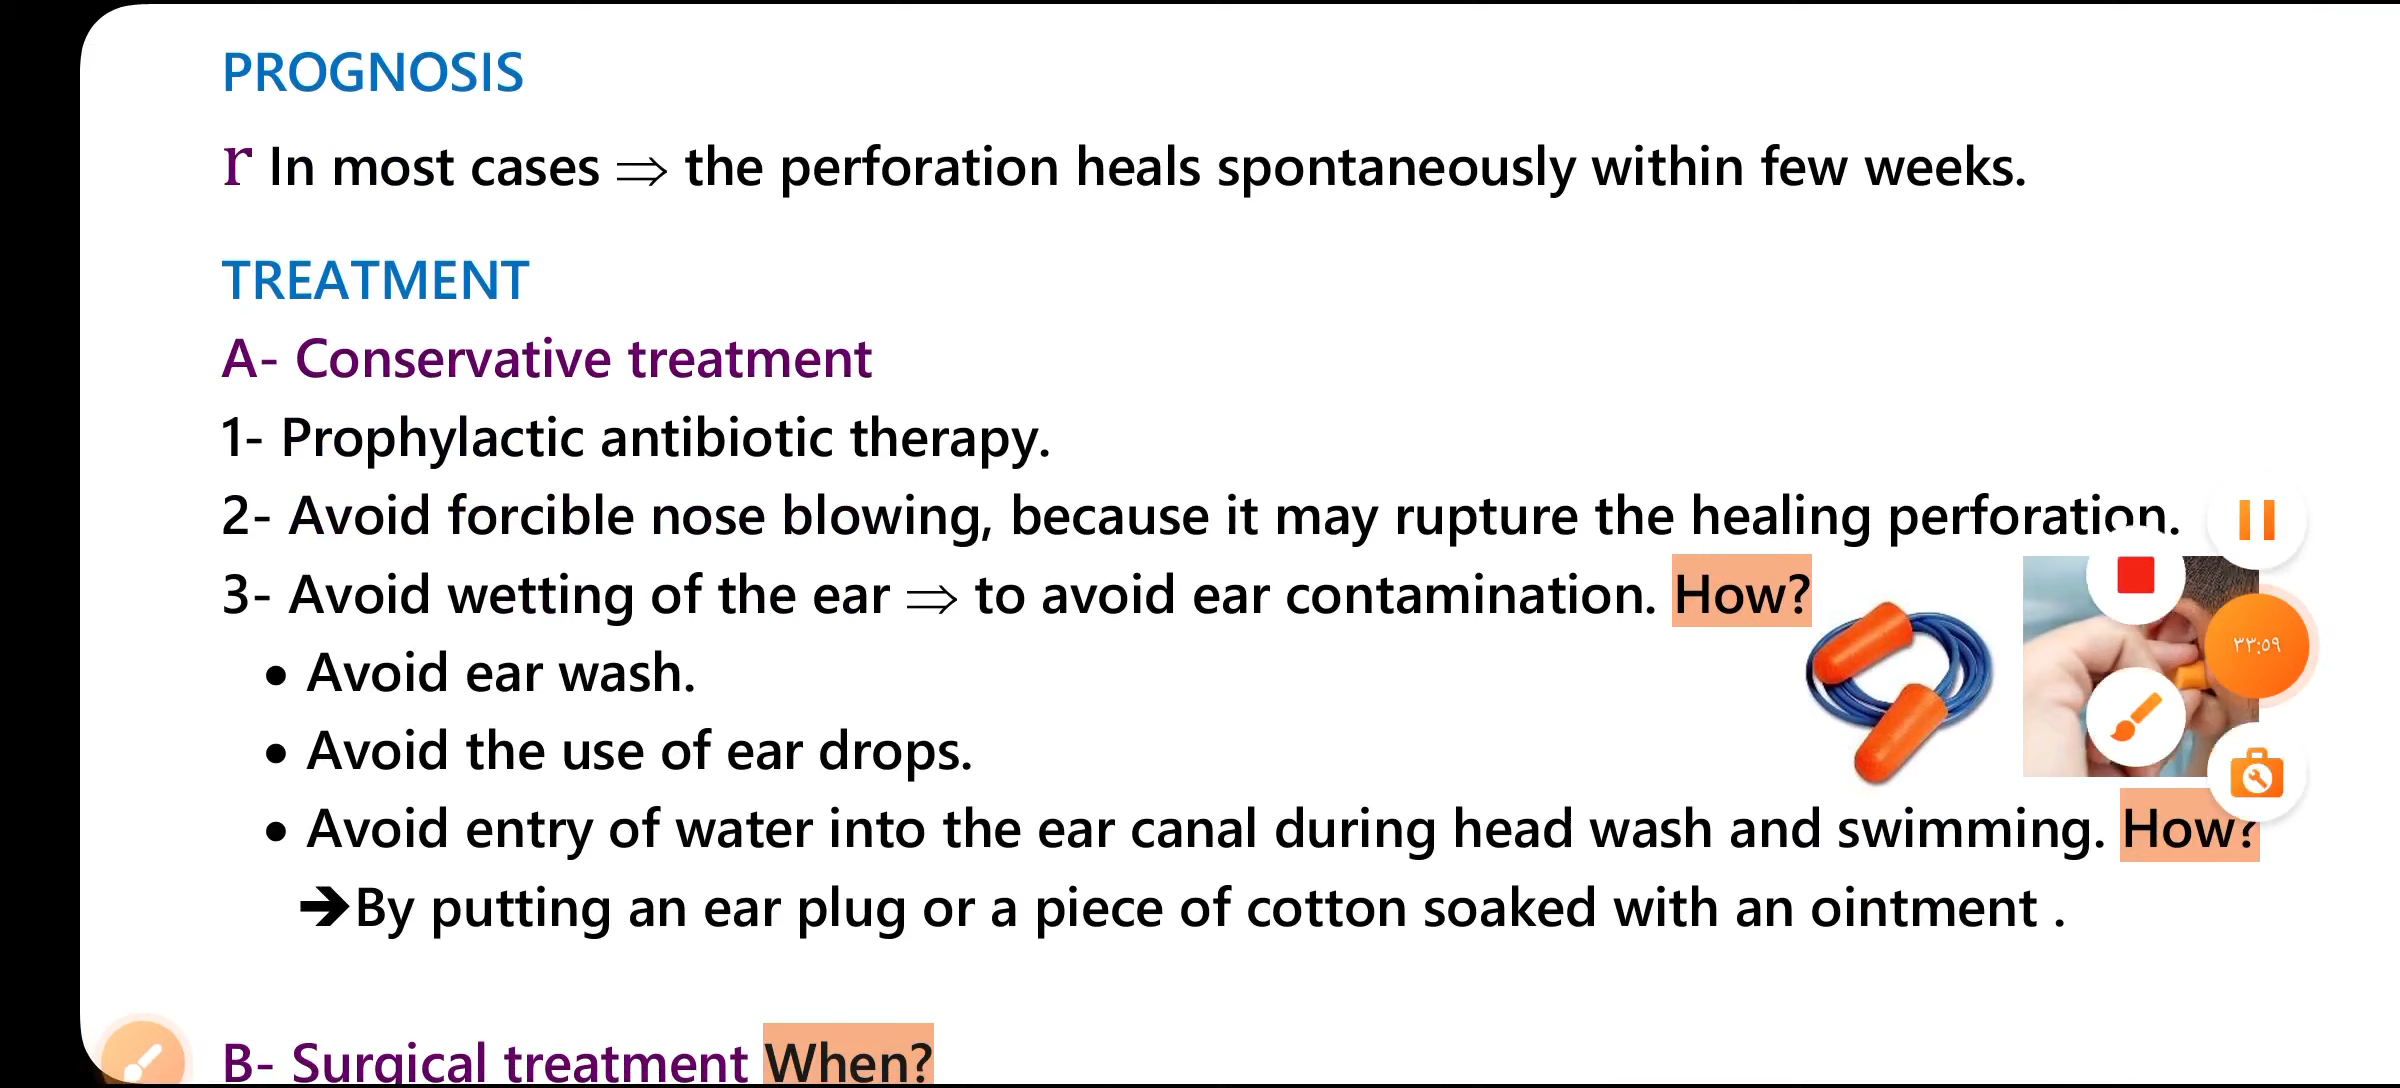 PROGNOSIS
r In most cases ⇒ the perforation heals spontaneously within few weeks.
TREATMENT
A- Conservative treatment
1- Prophylactic antibiotic therapy.
2- Avoid forcible nose blowing, because it may rupture the healing perforation.
3- Avoid wetting of the ear ⇒ to avoid ear contamination. How?
• Avoid ear wash.
• Avoid the use of ear drops.
٣٣:٥٩
• Avoid entry of water into the ear canal during head wash and swimming. How?
➔By putting an ear plug or a piece of cotton soaked with an ointment .
B- Surgical treatment When?